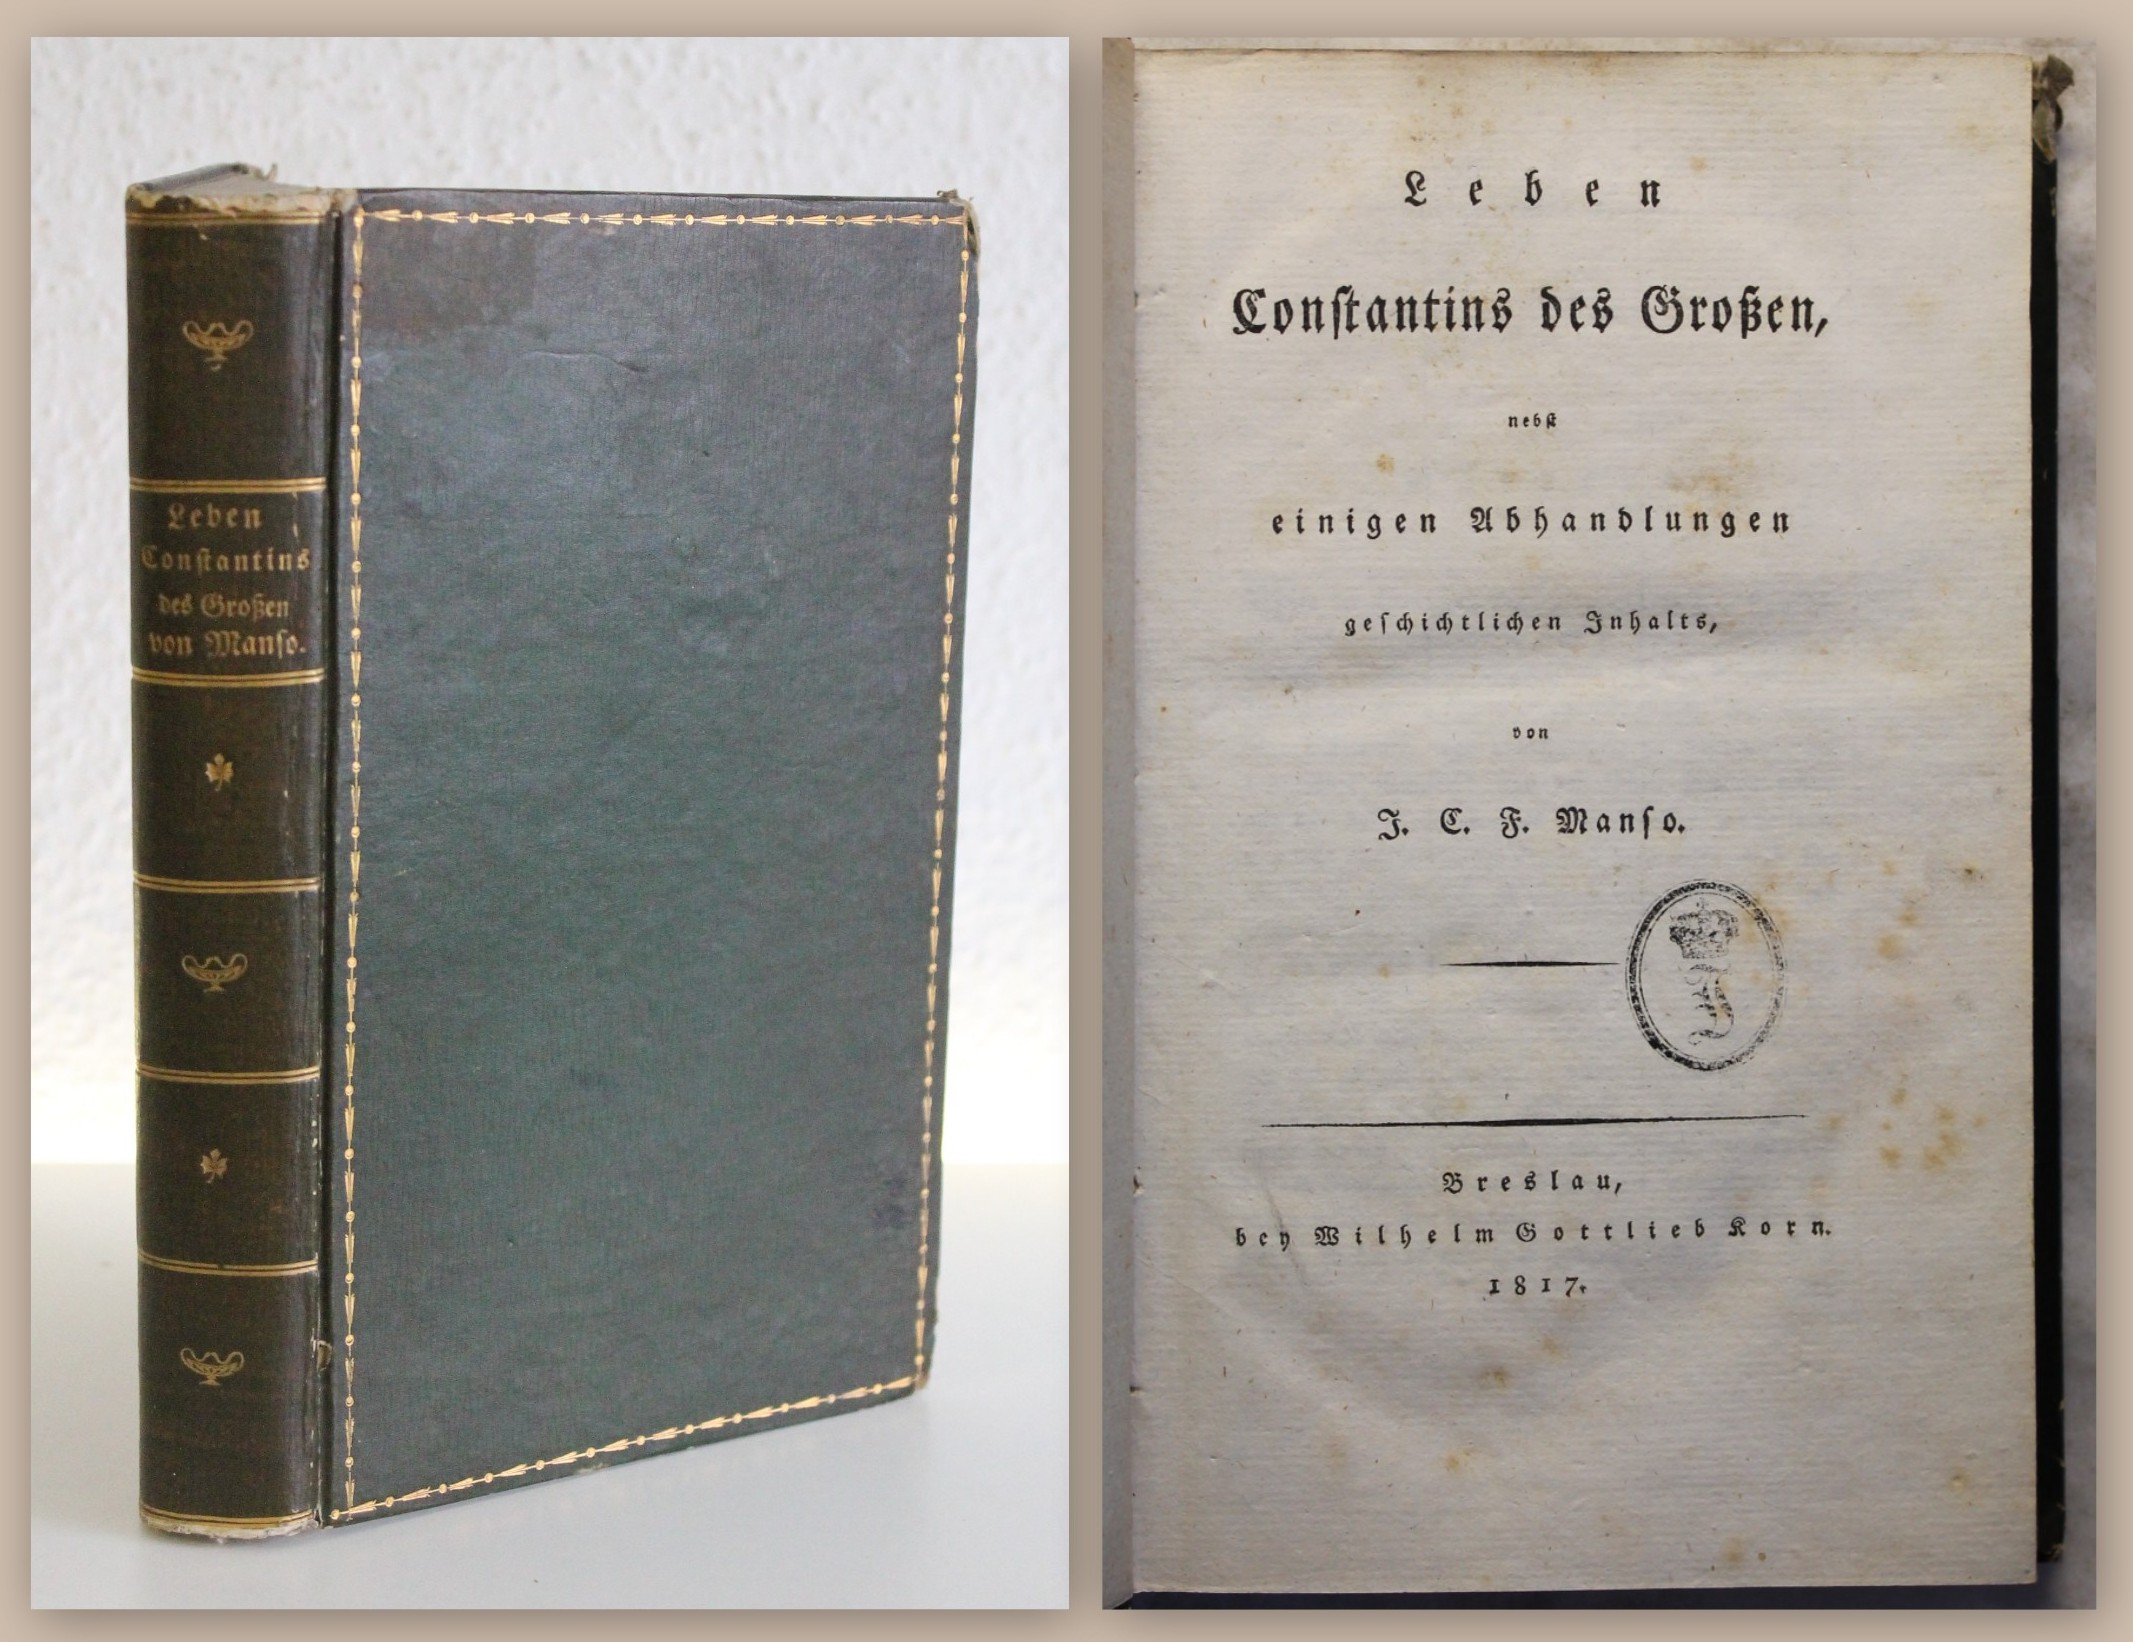 Leben
Constantins
des Großen
von Manso.
Leben
Constantins des Großen,
nebst
einigen Abhandlungen
geschichtlichen Inhalts,
von
J. C. F. Manso.
Breslau,
bey Wilhelm Gottlieb Korn.
1817.